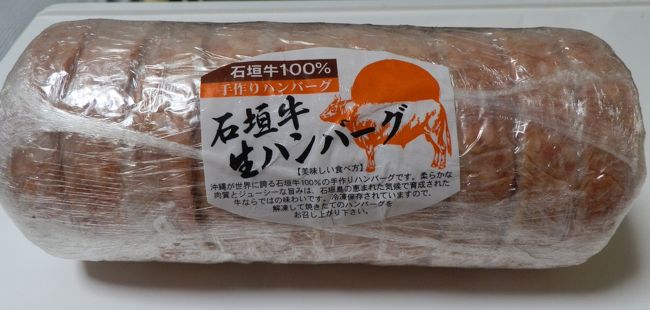 石垣牛100%
手作りハンバーグ
石垣牛
生ハンバーグ
【美味しい食べ方】
沖縄が世界に誇る石垣牛100%の手作りハンバーグです。柔らかな
肉質とジューシーな旨みは、石垣島の恵まれた気候で育成された
牛ならではの味わいです。冷凍保存されていますので、
解凍して焼きたてのハンバーグを
お召し上がり下さい。